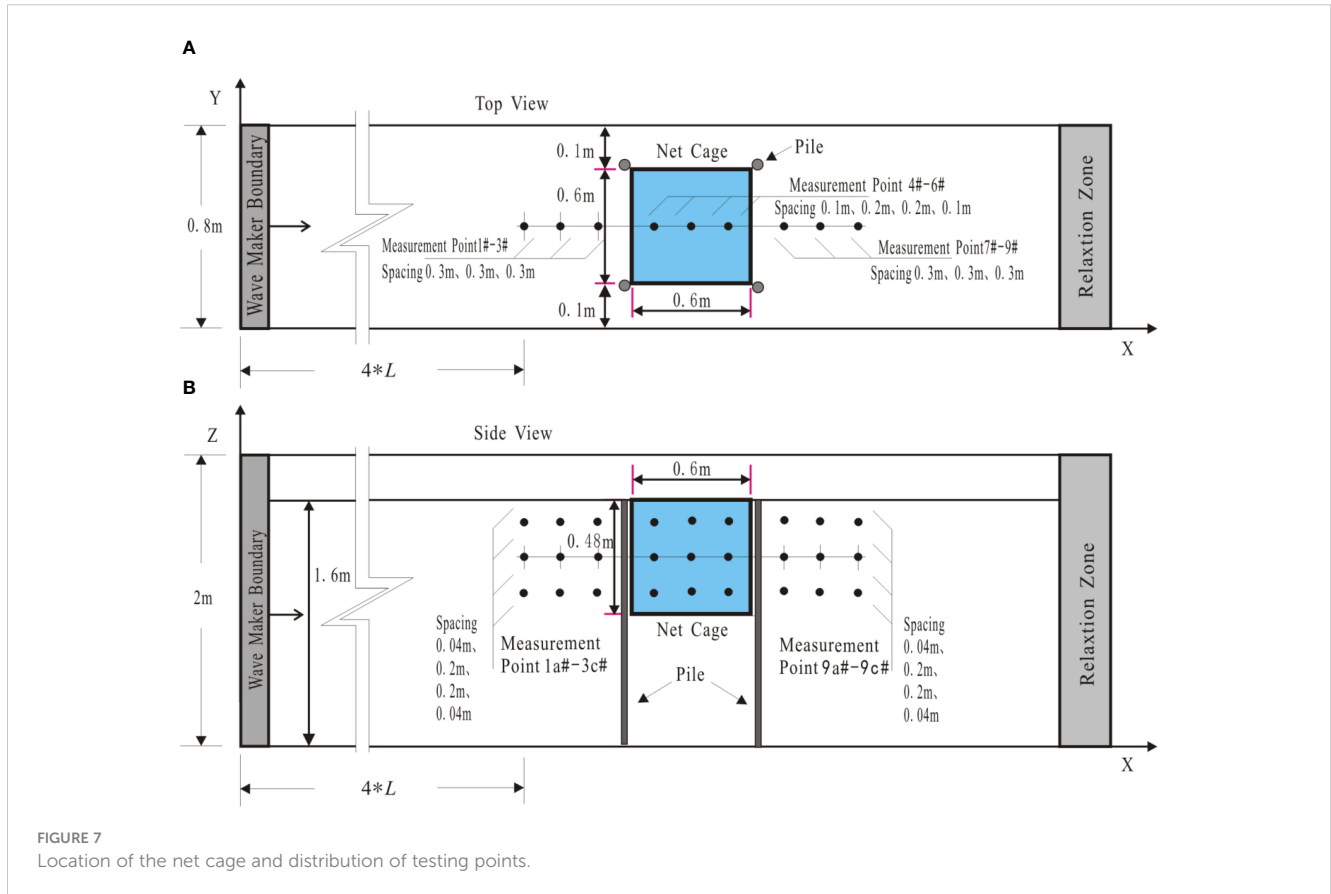 A
Y
Top View
Wave Maker Boundary
0.8m
0.1m
Net Cage
Pile
0.6m
Measurement Point 4#-6#
Spacing 0.1m、0.2m、0.2m、0.1m
Measurement Point1#-3#
Spacing 0.3m、0.3m、0.3m
Measurement Point7#-9#
Spacing 0.3m、0.3m、0.3m
0.6m
0.1m
Relaxtion Zone
X
4*L
B
Z
Side View
Wave Maker Boundary
2m
1.6m
0.6m
0.48m
Net Cage
Spacing
0.04m、
0.2m、
0.2m、
0.04m
Measurement
Point 1a#-3c#
Pile
Measurement
Point 9a#-9c#
Spacing
0.04m、
0.2m、
0.2m、
0.04m
Relaxtion Zone
X
4*L
FIGURE 7
Location of the net cage and distribution of testing points.